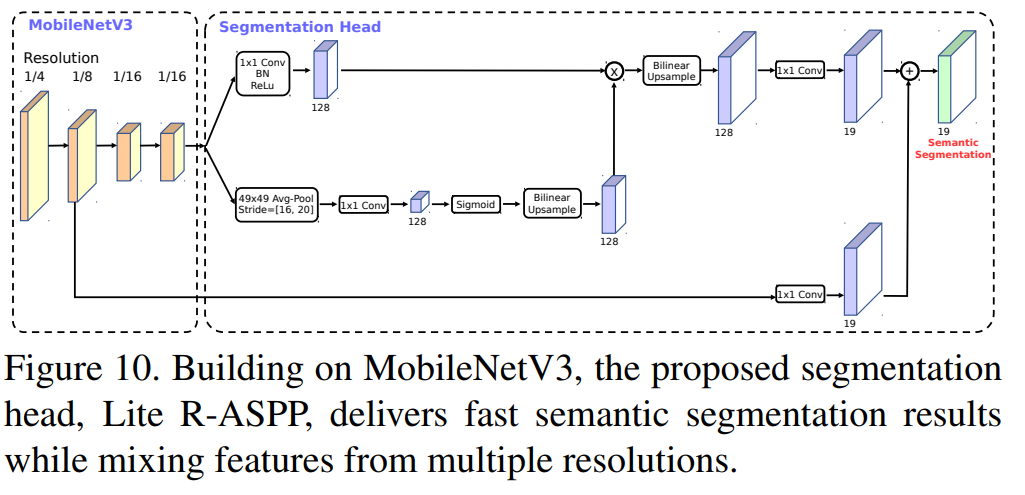 MobileNetV3
Segmentation Head
Resolution
1/4 1/8 1/16 1/16
1x1 Conv
BN
ReLu
128
X
Bilinear
Upsample
128
1x1 Conv
19
+
19
Semantic
Segmentation
49x49 Avg-Pool
Stride=[16, 20]
1x1 Conv
128
Sigmoid
Bilinear
Upsample
128
1x1 Conv
19
Figure 10. Building on MobileNetV3, the proposed segmentation
head, Lite R-ASPP, delivers fast semantic segmentation results
while mixing features from multiple resolutions.